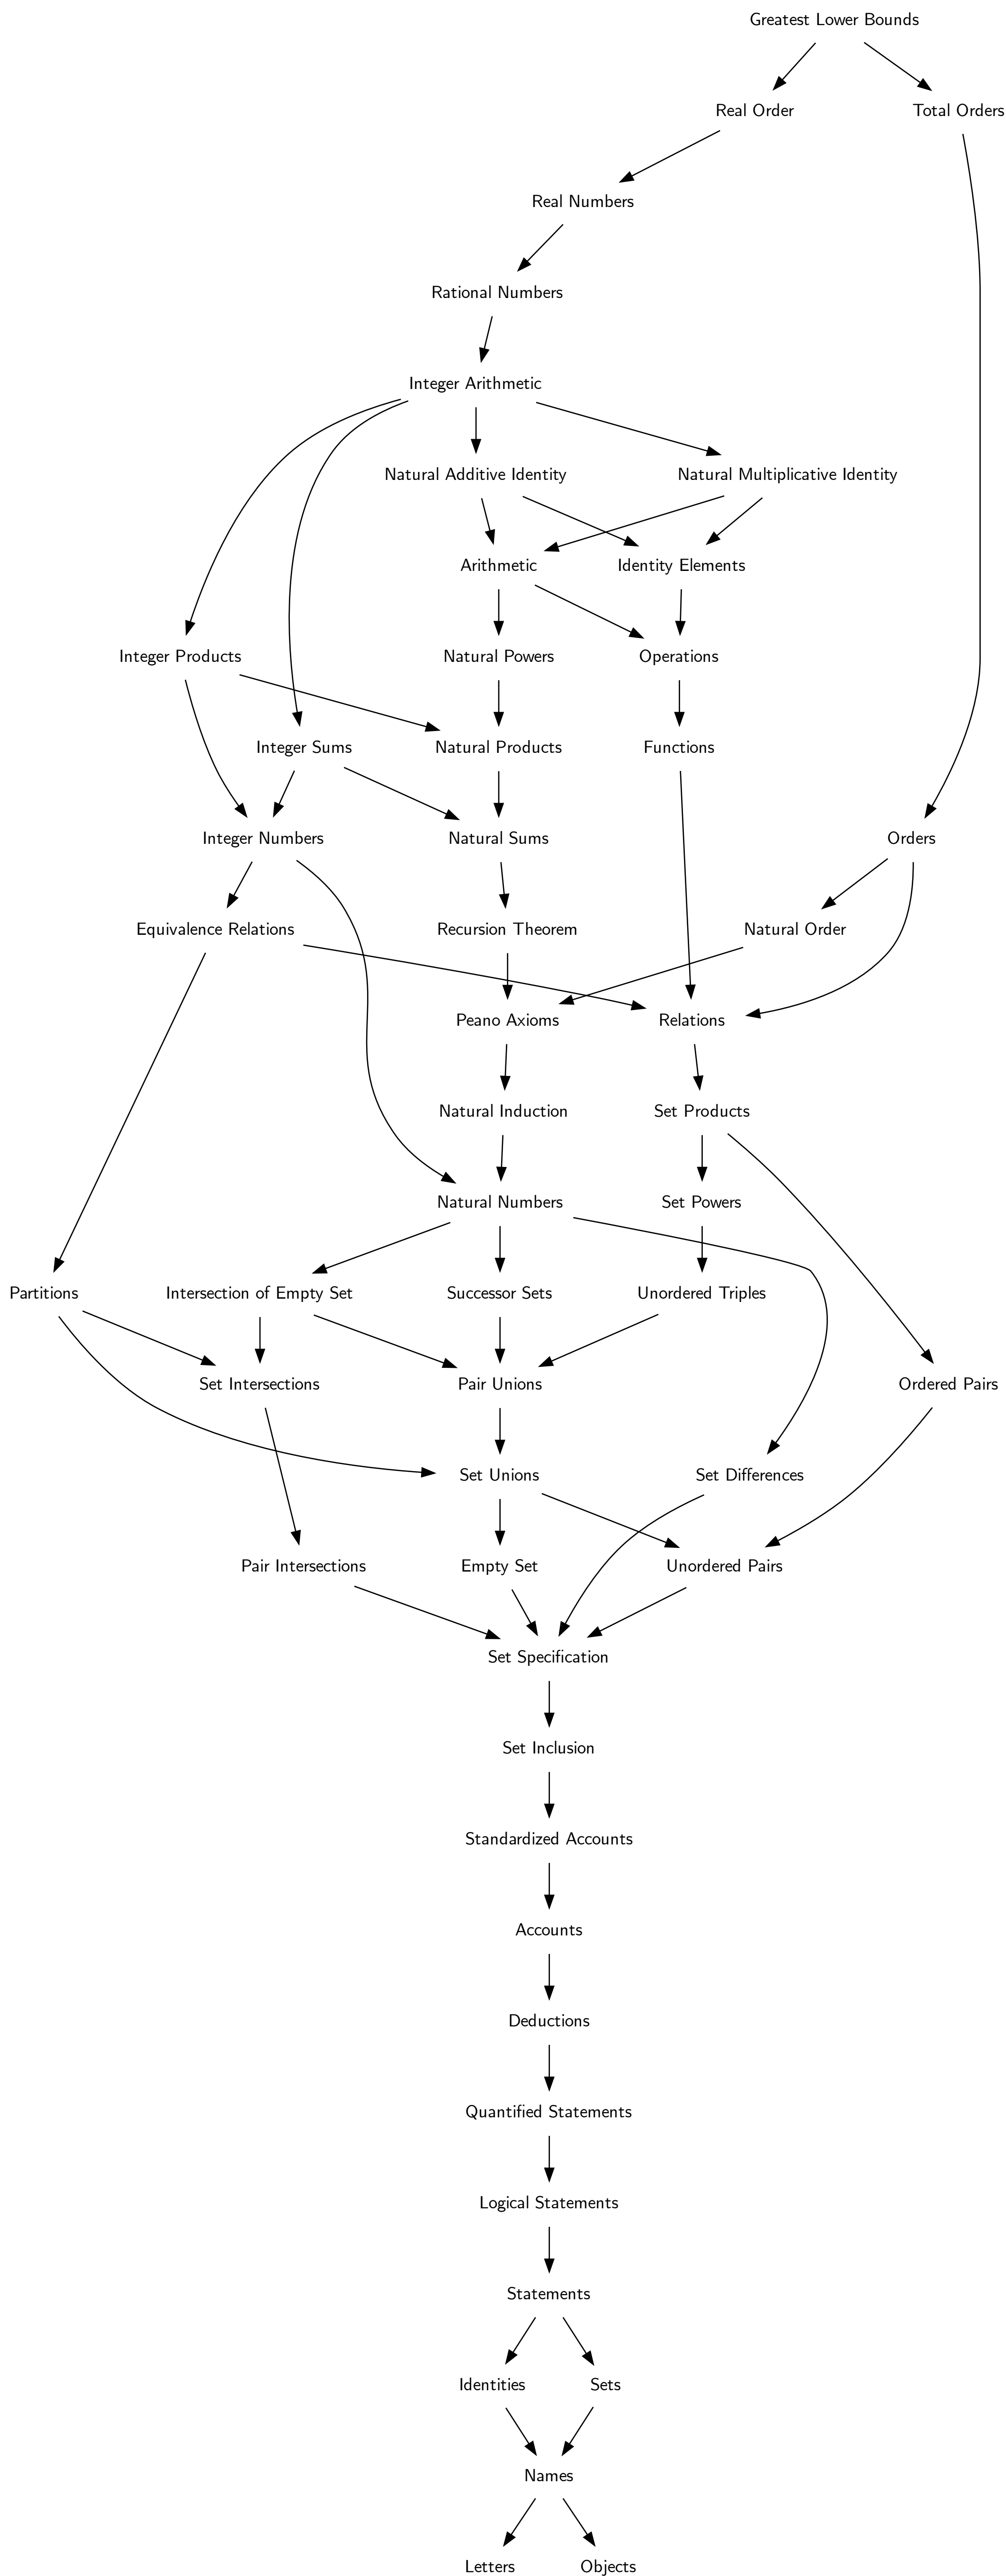 Greatest Lower Bounds
Real Order
Total Orders
Real Numbers
Rational Numbers
Integer Arithmetic
Natural Additive Identity
Natural Multiplicative Identity
Arithmetic
Identity Elements
Integer Products
Natural Powers
Operations
Integer Sums
Natural Products
Functions
Integer Numbers
Natural Sums
Orders
Equivalence Relations
Recursion Theorem
Natural Order
Peano Axioms
Relations
Natural Induction
Set Products
Natural Numbers
Set Powers
Partitions
Intersection of Empty Set
Successor Sets
Unordered Triples
Set Intersections
Pair Unions
Ordered Pairs
Set Unions
Set Differences
Pair Intersections
Empty Set
Unordered Pairs
Set Specification
Set Inclusion
Standardized Accounts
Accounts
Deductions
Quantified Statements
Logical Statements
Statements
Identities
Sets
Names
Letters
Objects